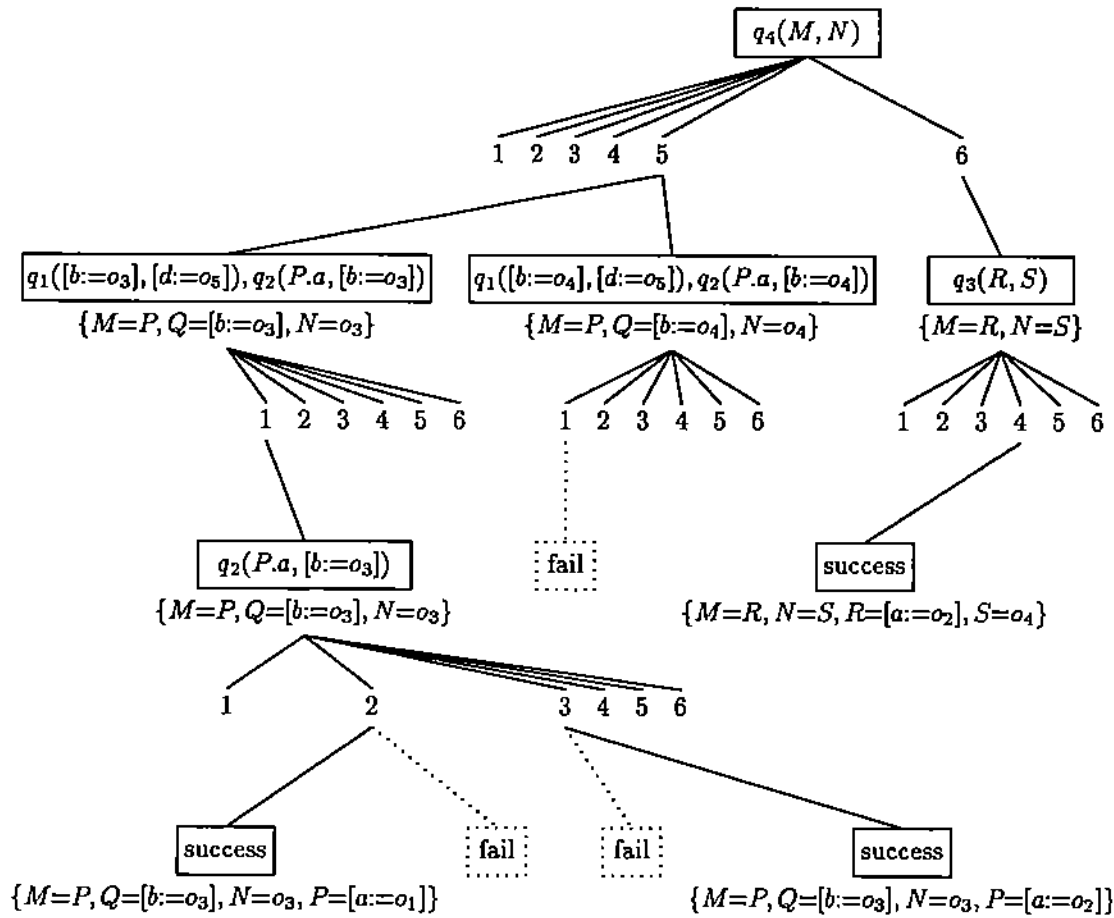 q₄(M, N)
1 2 3 4 5 6
q₁([b:=o₃],[d:=o₅]),q₂(P.a,[b:=o₃]) q₁([b:=o₄],[d:=o₅]),q₂(P.a,[b:=o₄]) q₃(R, S)
{M=P, Q=[b:=o₃], N=o₃} {M=P, Q=[b:=o₄], N=o₄} {M=R, N=S}
1 2 3 4 5 6 1 2 3 4 5 6 1 2 3 4 5 6
q₂(P.a, [b:=o₃]) fail success
{M=P, Q=[b:=o₃], N=o₃} {M=R, N=S, R=[a:=o₂], S=o₄}
1 2 3 4 5 6
success fail fail success
{M=P, Q=[b:=o₃], N=o₃, P=[a:=o₁]} {M=P, Q=[b:=o₃], N=o₃, P=[a:=o₂]}